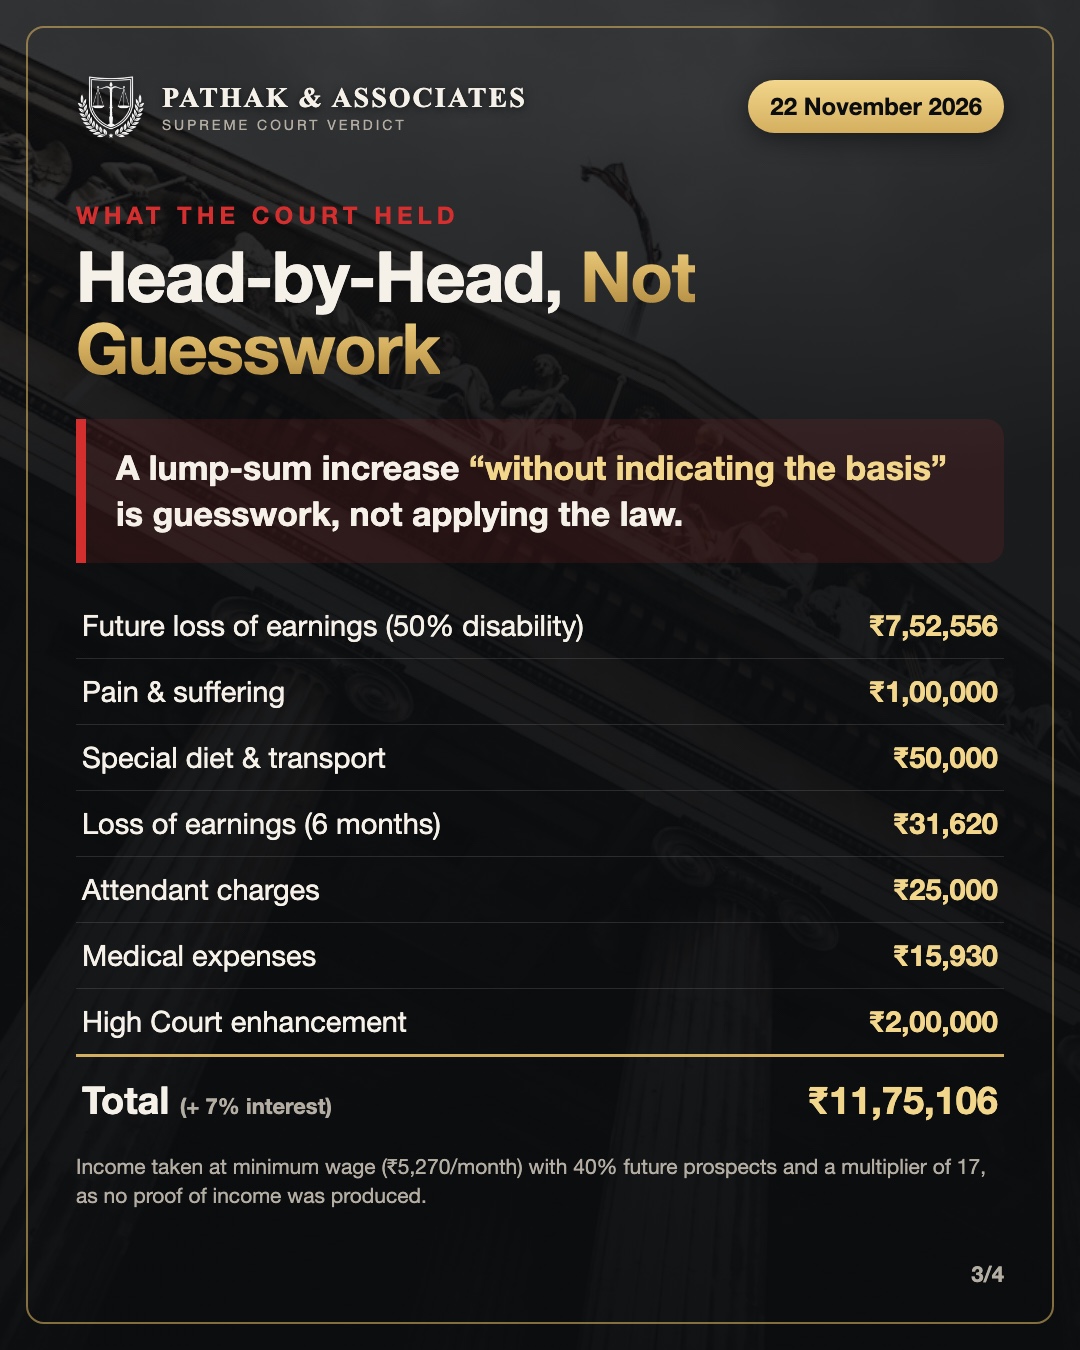 PATHAK & ASSOCIATES
SUPREME COURT VERDICT
22 November 2026
WHAT THE COURT HELD
Head-by-Head, Not
Guesswork
A lump-sum increase “without indicating the basis”
is guesswork, not applying the law.
Future loss of earnings (50% disability) ₹7,52,556
Pain & suffering ₹1,00,000
Special diet & transport ₹50,000
Loss of earnings (6 months) ₹31,620
Attendant charges ₹25,000
Medical expenses ₹15,930
High Court enhancement ₹2,00,000
Total (+ 7% interest) ₹11,75,106
Income taken at minimum wage (₹5,270/month) with 40% future prospects and a multiplier of 17,
as no proof of income was produced.
3/4